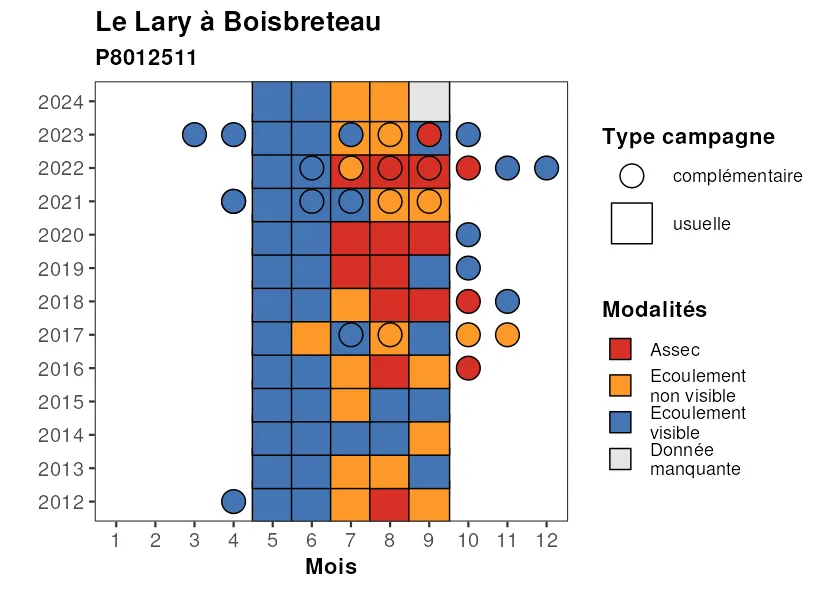 Le Lary à Boisbreteau
P8012511
2024
2023
2022
2021
2020
2019
2018
2017
2016
2015
2014
2013
2012
1 2 3 4 5 6 7 8 9 10 11 12
Mois
Type campagne
complémentaire
usuelle
Modalités
Assec
Ecoulement
non visible
Ecoulement
visible
Donnée
manquante